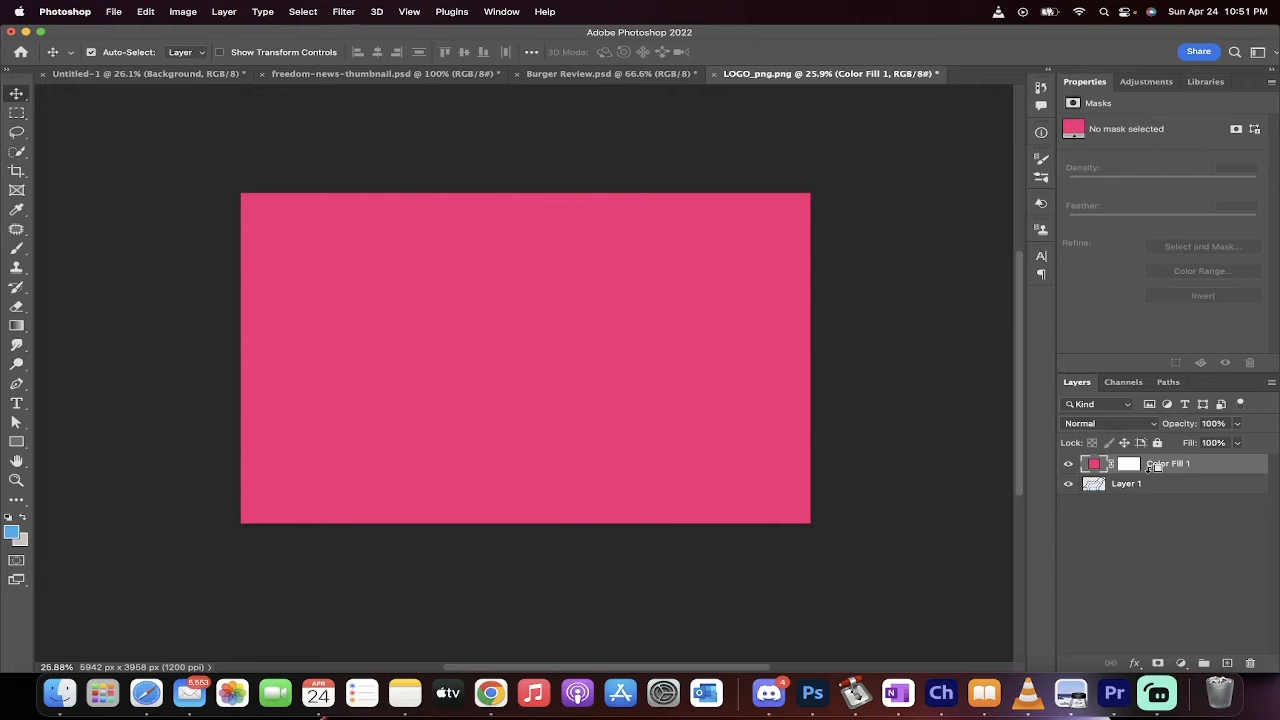 Photoshop File Edit Image Layer Type Select Filter 3D View Plugins Window Help Sun Apr 24 10:51 PM
Adobe Photoshop 2022
Auto-Select: Layer Show Transform Controls 3D Mode: Share
Untitled-1 @ 26.1% (Background, RGB/8) * freedom-news-thumbnail.psd @ 100% (RGB/8#) * Burger Review.psd @ 66.6% (RGB/8) * LOGO_png.png @ 25.9% (Color Fill 1, RGB/8#) *
Properties Adjustments Libraries
Masks
No mask selected
Density:
Feather:
Refine: Select and Mask...
Color Range...
Invert
Layers Channels Paths
Kind
Normal Opacity: 100%
Lock: Fill: 100%
Color Fill 1
Layer 1
25.88% 5942 px x 3958 px (1200 ppi)
5,553
APR
24
tv
4
Ps
N
Ch
Pr